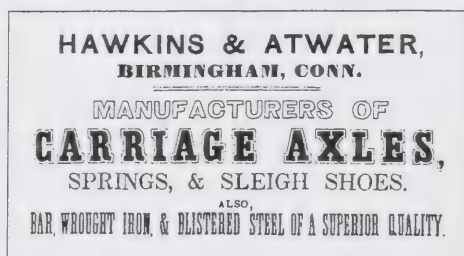 HAWKINS & ATWATER,
BIRMINGHAM, CONN.
MANUFACTURERS OF
CARRIAGE AXLES,
SPRINGS, & SLEIGH SHOES.
ALSO,
BAR, WROUGHT IRON, & BLISTERED STEEL OF A SUPERIOR QUALITY.